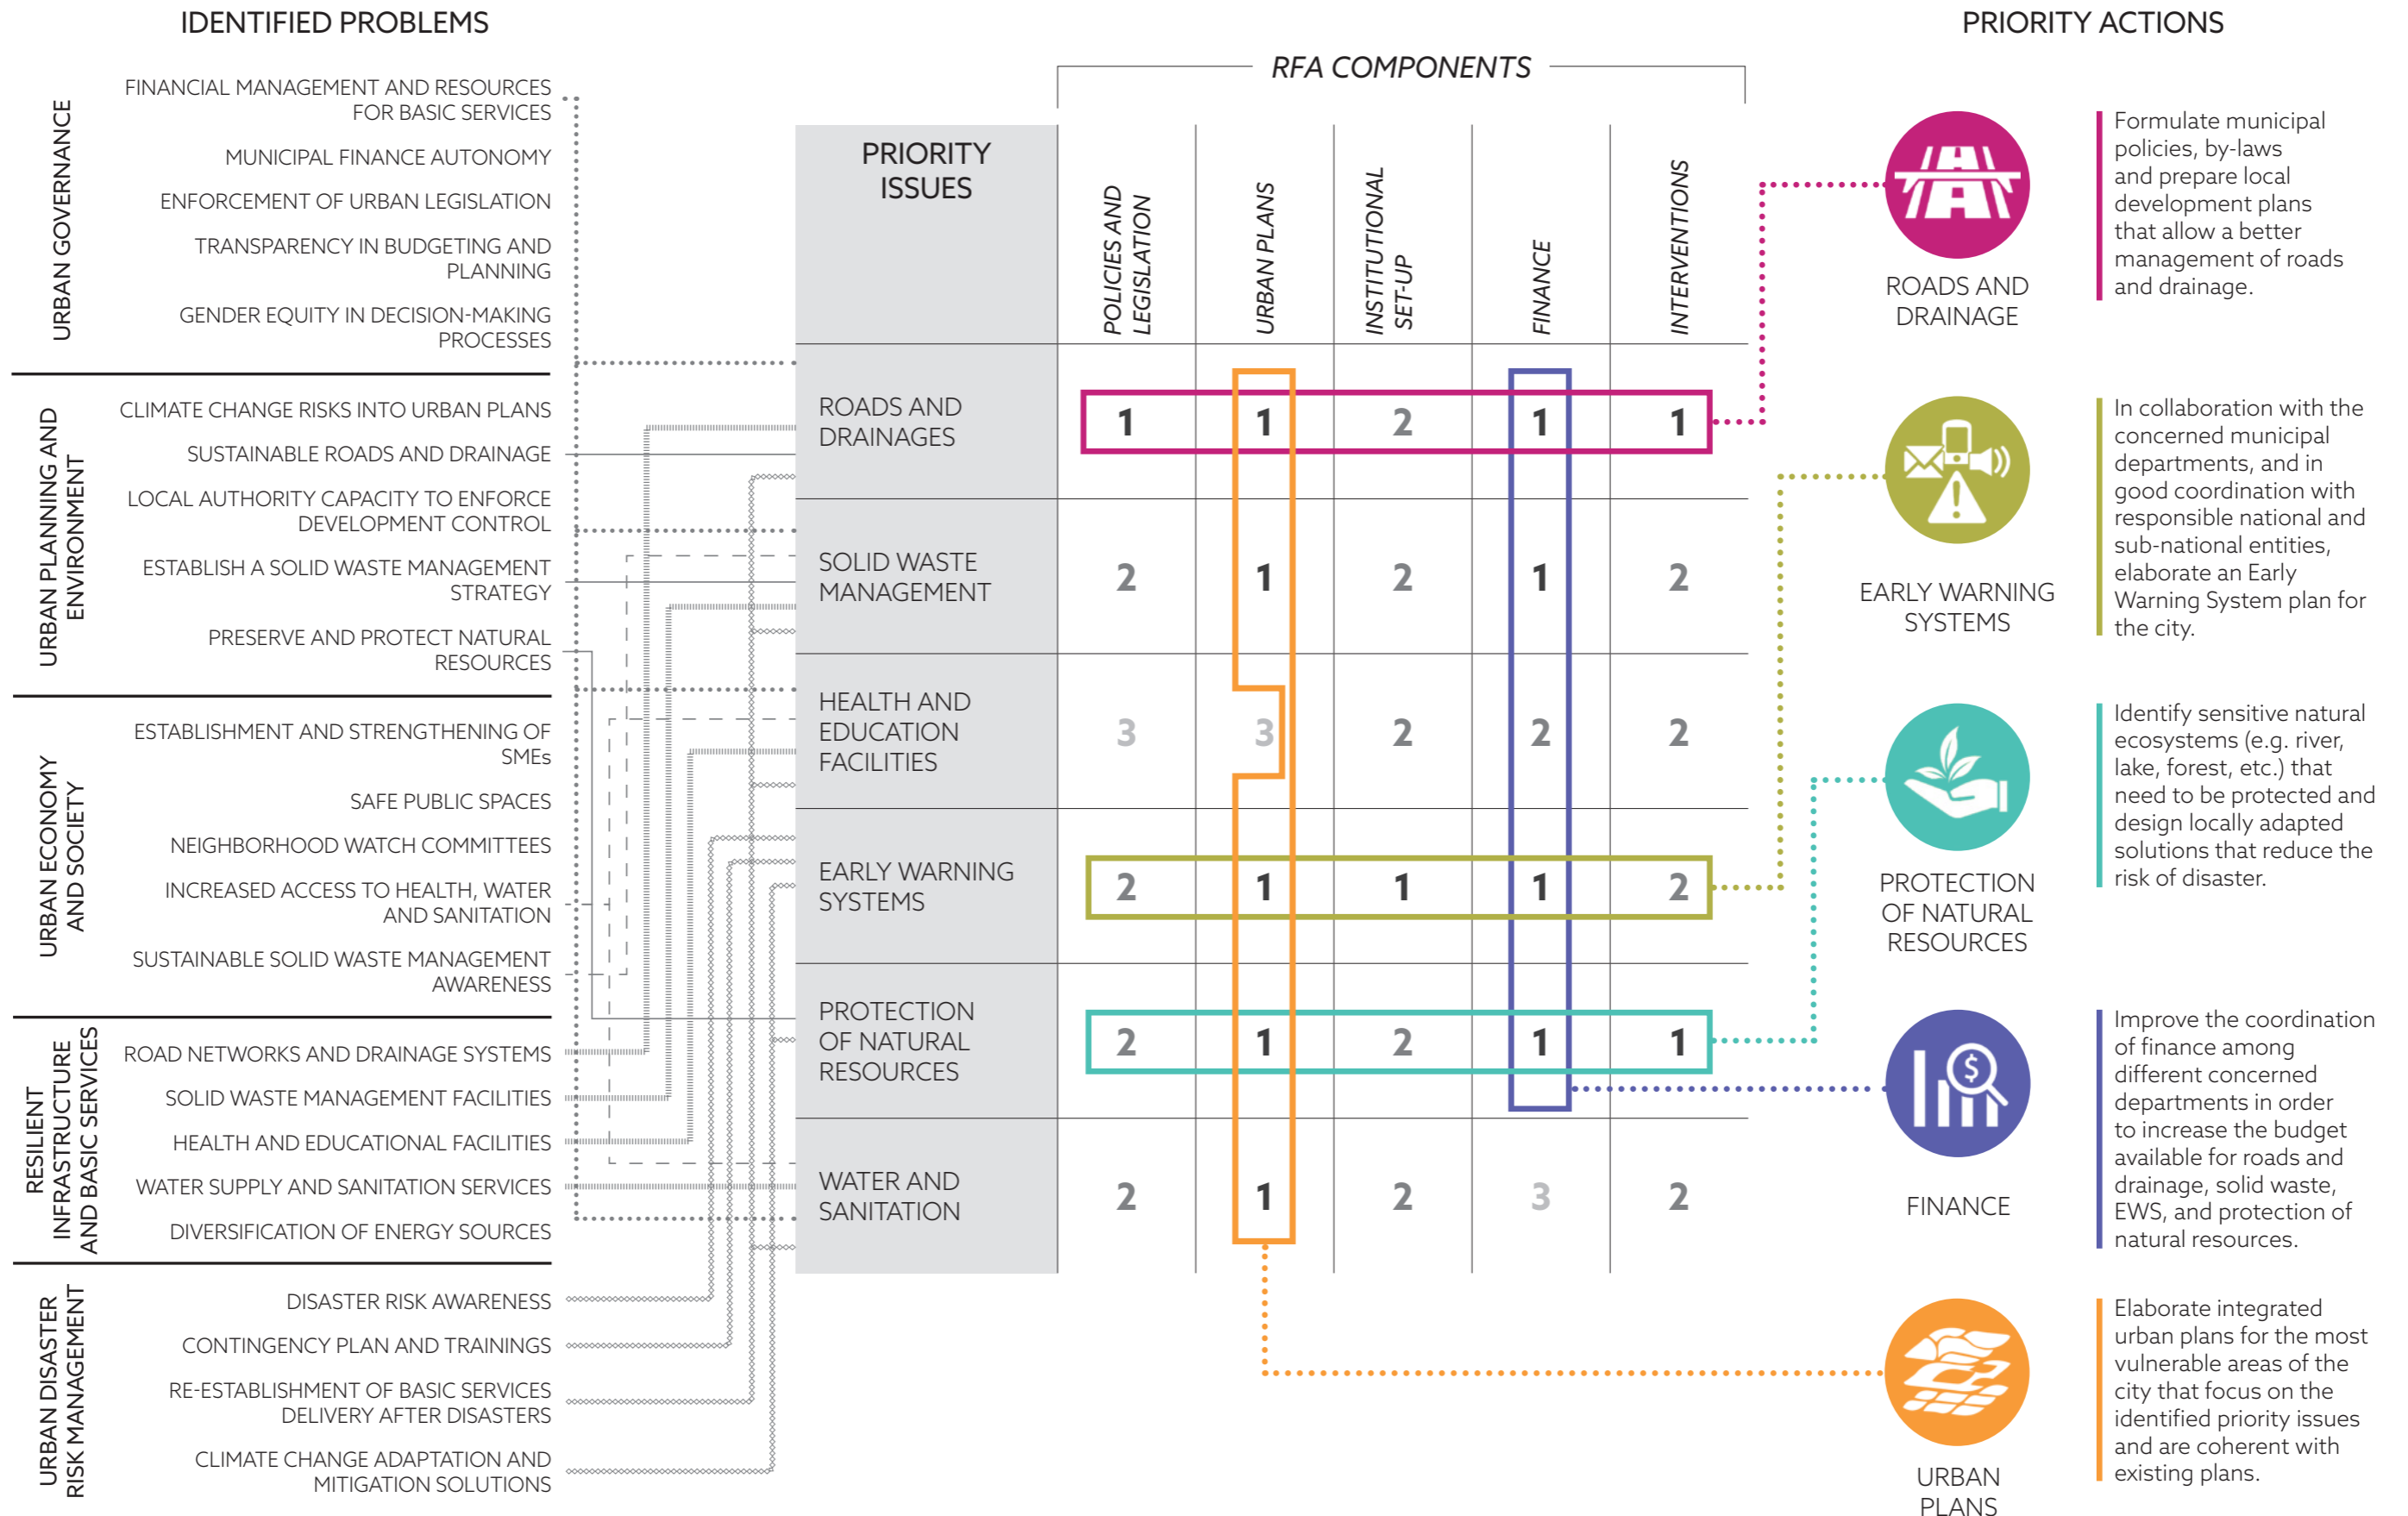 IDENTIFIED PROBLEMS
URBAN GOVERNANCE
FINANCIAL MANAGEMENT AND RESOURCES
FOR BASIC SERVICES
MUNICIPAL FINANCE AUTONOMY
ENFORCEMENT OF URBAN LEGISLATION
TRANSPARENCY IN BUDGETING AND
PLANNING
GENDER EQUITY IN DECISION-MAKING
PROCESSES
URBAN PLANNING AND
ENVIRONMENT
CLIMATE CHANGE RISKS INTO URBAN PLANS
SUSTAINABLE ROADS AND DRAINAGE
LOCAL AUTHORITY CAPACITY TO ENFORCE
DEVELOPMENT CONTROL
ESTABLISH A SOLID WASTE MANAGEMENT
STRATEGY
PRESERVE AND PROTECT NATURAL
RESOURCES
URBAN ECONOMY
AND SOCIETY
ESTABLISHMENT AND STRENGTHENING OF
SMEs
SAFE PUBLIC SPACES
NEIGHBORHOOD WATCH COMMITTEES
INCREASED ACCESS TO HEALTH, WATER
AND SANITATION
SUSTAINABLE SOLID WASTE MANAGEMENT
AWARENESS
RESILIENT
INFRASTRUCTURE
AND BASIC SERVICES
ROAD NETWORKS AND DRAINAGE SYSTEMS
SOLID WASTE MANAGEMENT FACILITIES
HEALTH AND EDUCATIONAL FACILITIES
WATER SUPPLY AND SANITATION SERVICES
DIVERSIFICATION OF ENERGY SOURCES
URBAN DISASTER
RISK MANAGEMENT
DISASTER RISK AWARENESS
CONTINGENCY PLAN AND TRAININGS
RE-ESTABLISHMENT OF BASIC SERVICES
DELIVERY AFTER DISASTERS
CLIMATE CHANGE ADAPTATION AND
MITIGATION SOLUTIONS
RFA COMPONENTS
PRIORITY
ISSUES
POLICIES AND
LEGISLATION
URBAN PLANS
INSTITUTIONAL
SET-UP
FINANCE
INTERVENTIONS
ROADS AND
DRAINAGES
1 1 2 1 1
SOLID WASTE
MANAGEMENT
2 1 2 1 2
HEALTH AND
EDUCATION
FACILITIES
3 3 2 2 2
EARLY WARNING
SYSTEMS
2 1 1 1 2
PROTECTION
OF NATURAL
RESOURCES
2 1 2 1 1
WATER AND
SANITATION
2 1 2 3 2
PRIORITY ACTIONS
ROADS AND
DRAINAGE
Formulate municipal
policies, by-laws
and prepare local
development plans
that allow a better
management of roads
and drainage.
EARLY WARNING
SYSTEMS
In collaboration with the
concerned municipal
departments, and in
good coordination with
responsible national and
sub-national entities,
elaborate an Early
Warning System plan for
the city.
PROTECTION
OF NATURAL
RESOURCES
Identify sensitive natural
ecosystems (e.g. river,
lake, forest, etc.) that
need to be protected and
design locally adapted
solutions that reduce the
risk of disaster.
$
FINANCE
Improve the coordination
of finance among
different concerned
departments in order
to increase the budget
available for roads and
drainage, solid waste,
EWS, and protection of
natural resources.
URBAN
PLANS
Elaborate integrated
urban plans for the most
vulnerable areas of the
city that focus on the
identified priority issues
and are coherent with
existing plans.